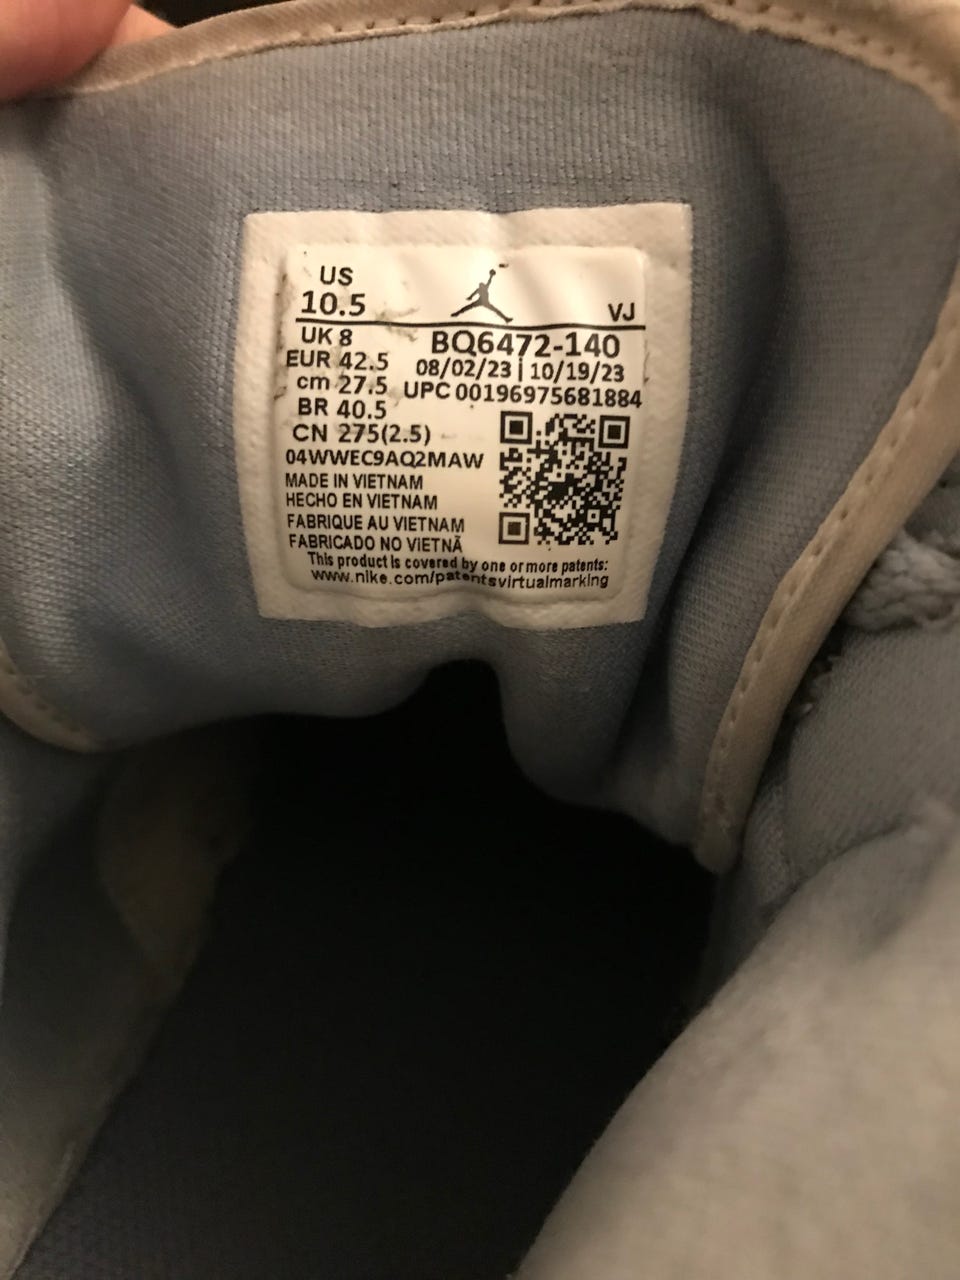 US
10.5
VJ
UK 8
BQ6472-140
EUR 42.5
08/02/23 | 10/19/23
cm 27.5
UPC 00196975681884
BR 40.5
CN 275(2.5)
04WWEC9AQ2MAW
MADE IN VIETNAM
HECHO EN VIETNAM
FABRIQUE AU VIETNAM
FABRICADO NO VIETNÃ
This product is covered by one or more patents:
www.nike.com/patentsvirtualmarking